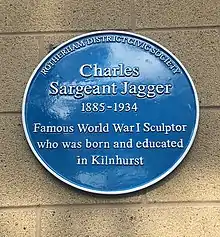 ROTHERHAM DISTRICT CIVIC SOCIETY
Charles
Sargeant Jagger
1885-1934
Famous World War I Sculptor
who was born and educated
in Kilnhurst